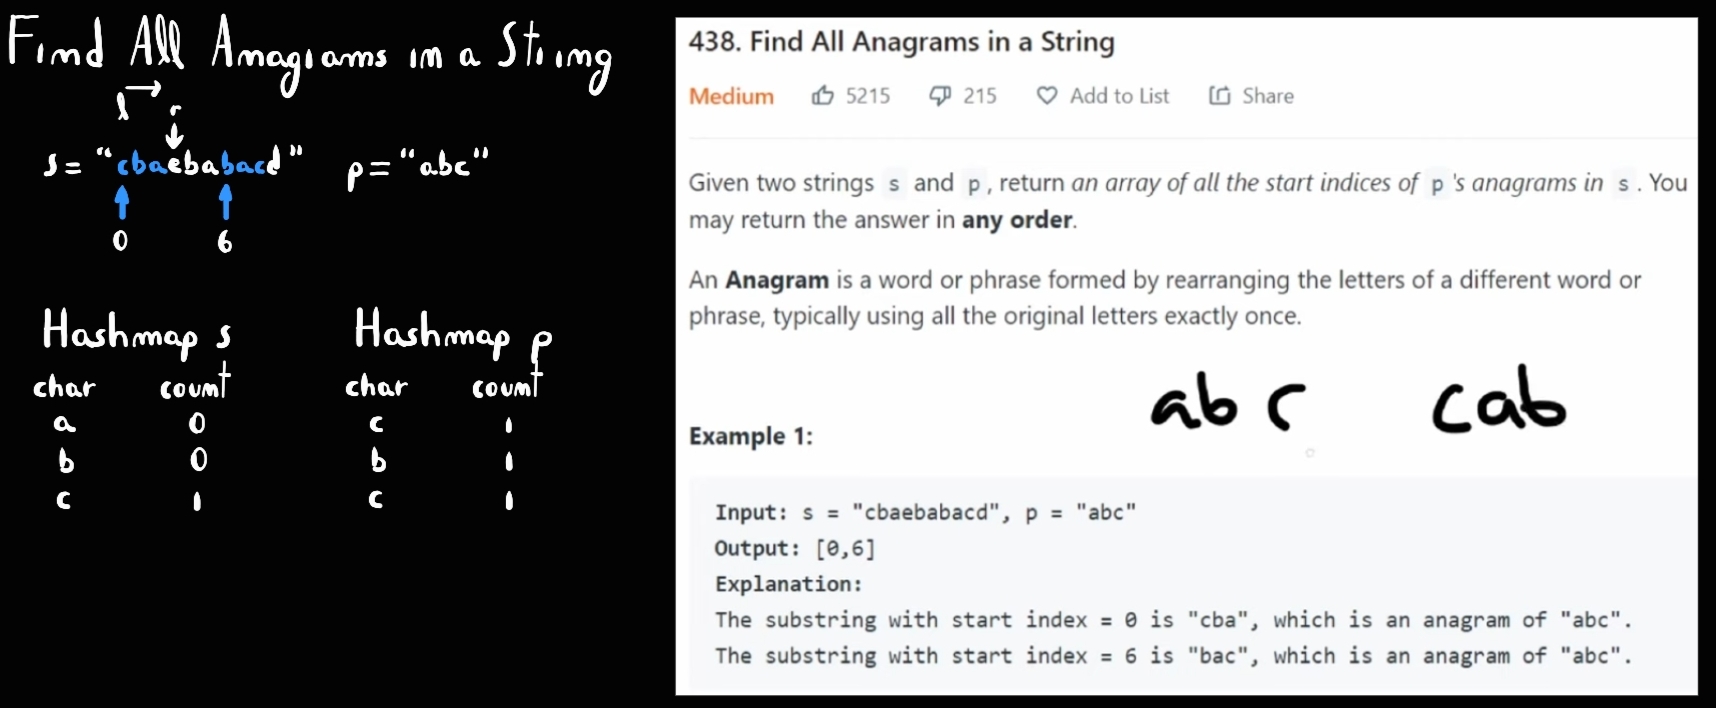 Find All Anagrams in a String
l r
s = "cbaebabacd" p = "abc"
0 6
Hashmap s Hashmap p
char count char count
a 0 c 1
b 0 b 1
c 1 c 1
438. Find All Anagrams in a String
Medium 5215 215 Add to List Share
Given two strings s and p, return an array of all the start indices of p's anagrams in s. You
may return the answer in any order.
An Anagram is a word or phrase formed by rearranging the letters of a different word or
phrase, typically using all the original letters exactly once.
abc cab
Example 1:
Input: s = "cbaebabacd", p = "abc"
Output: [0,6]
Explanation:
The substring with start index = 0 is "cba", which is an anagram of "abc".
The substring with start index = 6 is "bac", which is an anagram of "abc".